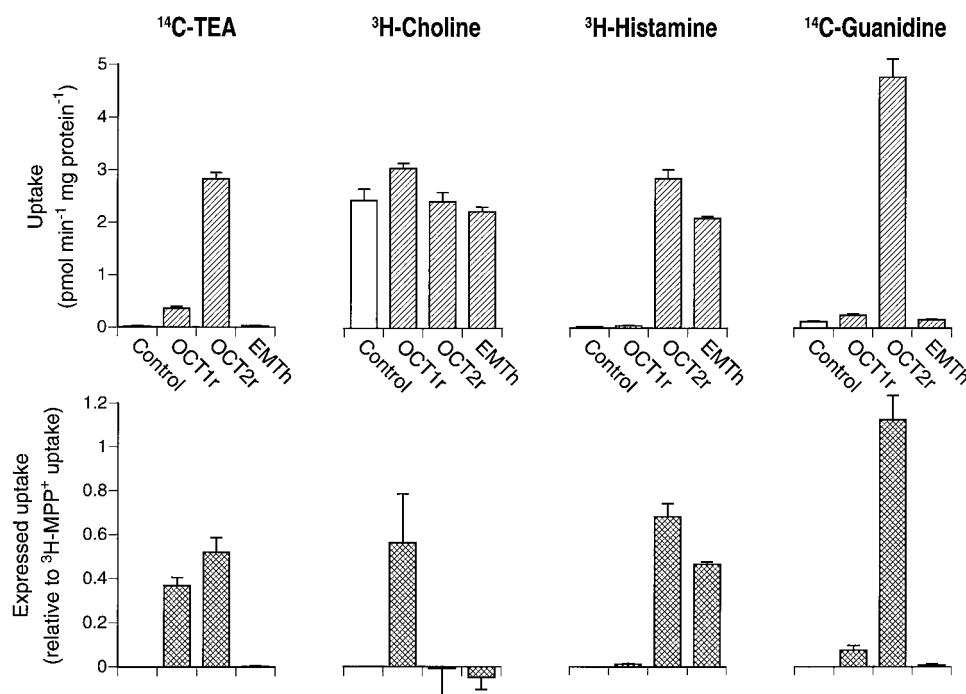 ¹⁴C-TEA ³H-Choline ³H-Histamine ¹⁴C-Guanidine
Uptake
(pmol min⁻¹ mg protein⁻¹)
5
4
3
2
1
0
Control OCT1r OCT2r EMTh Control OCT1r OCT2r EMTh Control OCT1r OCT2r EMTh Control OCT1r OCT2r EMTh
Expressed uptake
(relative to ³H-MPP⁺ uptake)
1.2
1
0.8
0.6
0.4
0.2
0